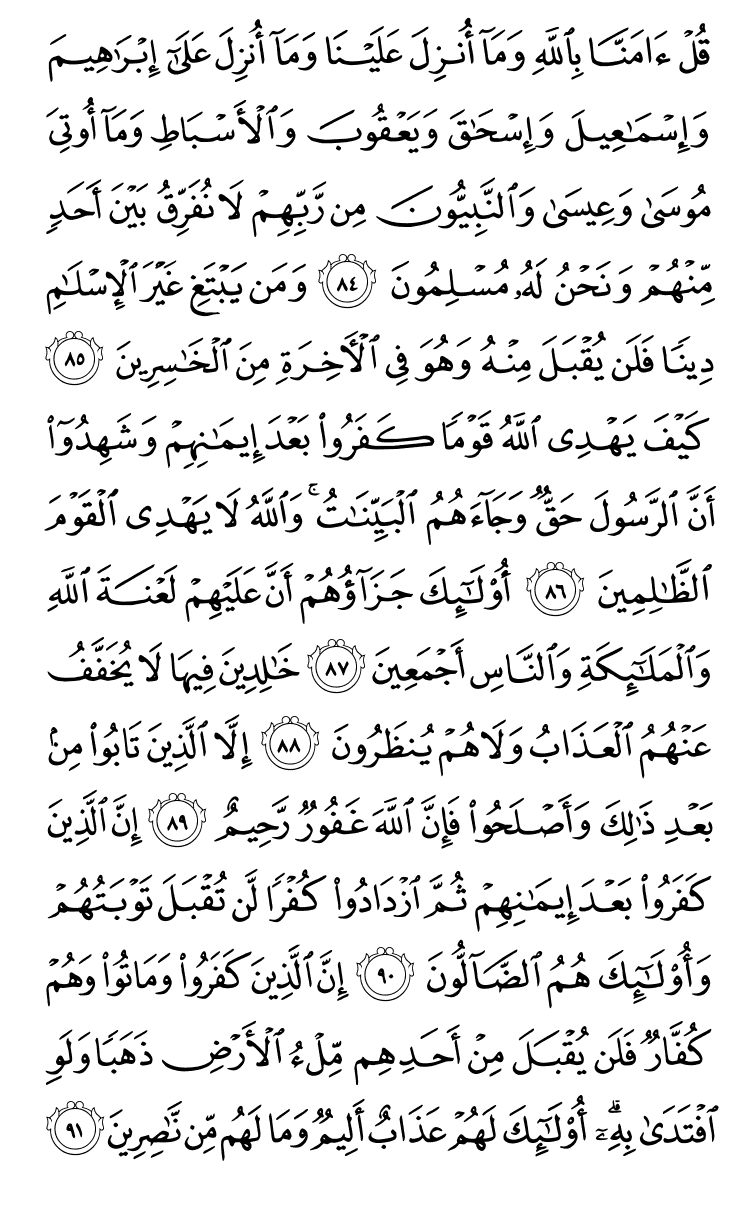 قُلْ ءَامَنَّا بِٱللَّهِ وَمَآ أُنزِلَ عَلَيْنَا وَمَآ أُنزِلَ عَلَىٰٓ إِبْرَٰهِيمَ
وَإِسْمَٰعِيلَ وَإِسْحَٰقَ وَيَعْقُوبَ وَٱلْأَسْبَاطِ وَمَآ أُوتِىَ
مُوسَىٰ وَعِيسَىٰ وَٱلنَّبِيُّونَ مِن رَّبِّهِمْ لَا نُفَرِّقُ بَيْنَ أَحَدٍ
مِّنْهُمْ وَنَحْنُ لَهُۥ مُسْلِمُونَ ٨٤ وَمَن يَبْتَغِ غَيْرَ ٱلْإِسْلَٰمِ
دِينًا فَلَن يُقْبَلَ مِنْهُ وَهُوَ فِى ٱلْأَخِرَةِ مِنَ ٱلْخَٰسِرِينَ ٨٥
كَيْفَ يَهْدِى ٱللَّهُ قَوْمًا كَفَرُوا۟ بَعْدَ إِيمَٰنِهِمْ وَشَهِدُوٓا۟
أَنَّ ٱلرَّسُولَ حَقٌّ وَجَآءَهُمُ ٱلْبَيِّنَٰتُ ۚ وَٱللَّهُ لَا يَهْدِى ٱلْقَوْمَ
ٱلظَّٰلِمِينَ ٨٦ أُو۟لَٰٓئِكَ جَزَآؤُهُمْ أَنَّ عَلَيْهِمْ لَعْنَةَ ٱللَّهِ
وَٱلْمَلَٰٓئِكَةِ وَٱلنَّاسِ أَجْمَعِينَ ٨٧ خَٰلِدِينَ فِيهَا لَا يُخَفَّفُ
عَنْهُمُ ٱلْعَذَابُ وَلَا هُمْ يُنظَرُونَ ٨٨ إِلَّا ٱلَّذِينَ تَابُوا۟ مِنۢ
بَعْدِ ذَٰلِكَ وَأَصْلَحُوا۟ فَإِنَّ ٱللَّهَ غَفُورٌ رَّحِيمٌ ٨٩ إِنَّ ٱلَّذِينَ
كَفَرُوا۟ بَعْدَ إِيمَٰنِهِمْ ثُمَّ ٱزْدَادُوا۟ كُفْرًا لَّن تُقْبَلَ تَوْبَتُهُمْ
وَأُو۟لَٰٓئِكَ هُمُ ٱلضَّآلُّونَ ٩٠ إِنَّ ٱلَّذِينَ كَفَرُوا۟ وَمَاتُوا۟ وَهُمْ
كُفَّارٌ فَلَن يُقْبَلَ مِنْ أَحَدِهِم مِّلْءُ ٱلْأَرْضِ ذَهَبًا وَلَوِ
ٱفْتَدَىٰ بِهِۦٓ ۗ أُو۟لَٰٓئِكَ لَهُمْ عَذَابٌ أَلِيمٌ وَمَا لَهُم مِّن نَّٰصِرِينَ ٩١